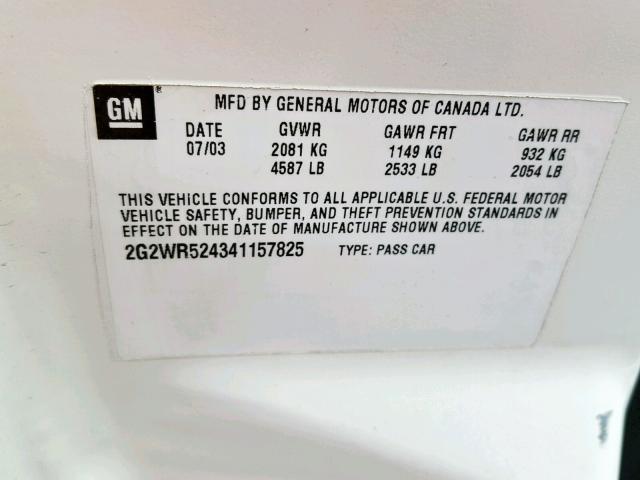 GM® MFD BY GENERAL MOTORS OF CANADA LTD.
DATE GVWR GAWR FRT GAWR RR
07/03 2081 KG 1149 KG 932 KG
4587 LB 2533 LB 2054 LB
THIS VEHICLE CONFORMS TO ALL APPLICABLE U.S. FEDERAL MOTOR
VEHICLE SAFETY, BUMPER, AND THEFT PREVENTION STANDARDS IN
EFFECT ON THE DATE OF MANUFACTURE SHOWN ABOVE.
2G2WR524341157825 TYPE: PASS CAR